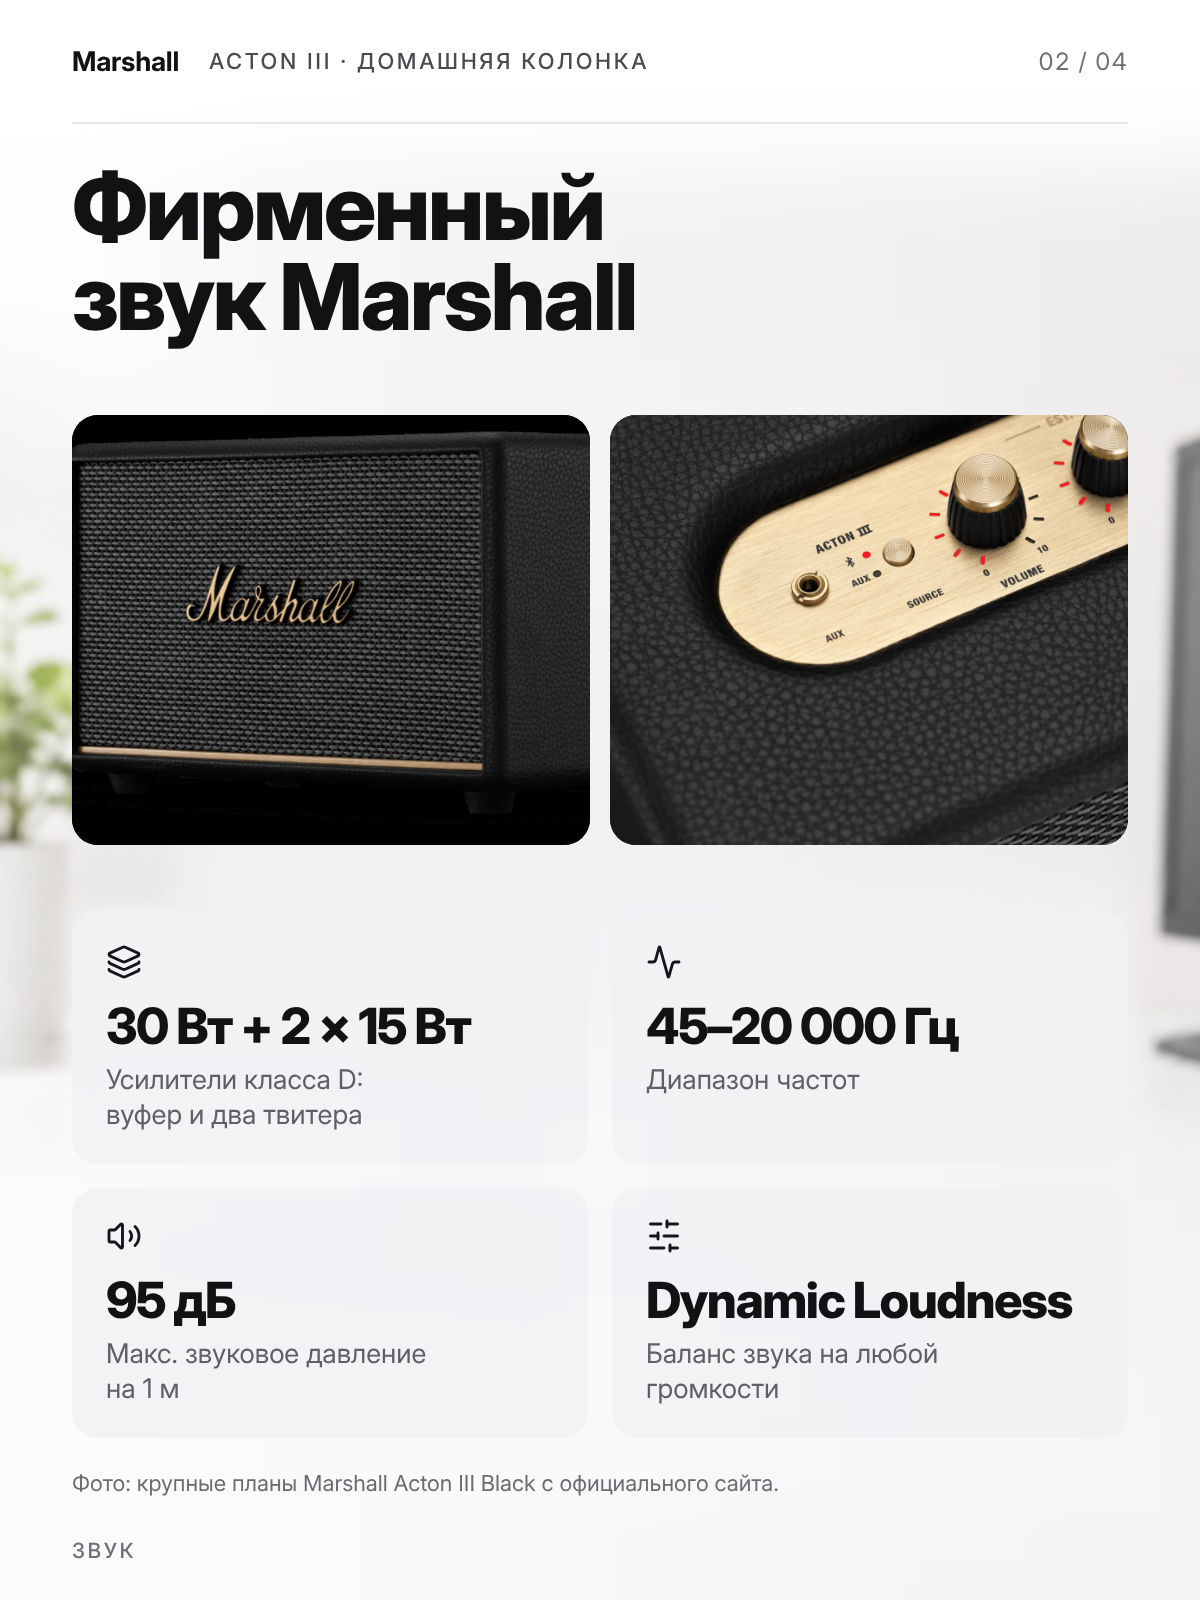 Marshall ACTON III · ДОМАШНЯЯ КОЛОНКА 02 / 04
Фирменный
звук Marshall
Marshall
ACTON III
AUX
SOURCE
AUX
VOLUME
0
10
0
30 Вт + 2 × 15 Вт
Усилители класса D:
вуфер и два твитера
45–20 000 Гц
Диапазон частот
95 дБ
Макс. звуковое давление
на 1 м
Dynamic Loudness
Баланс звука на любой
громкости
Фото: крупные планы Marshall Acton III Black с официального сайта.
ЗВУК